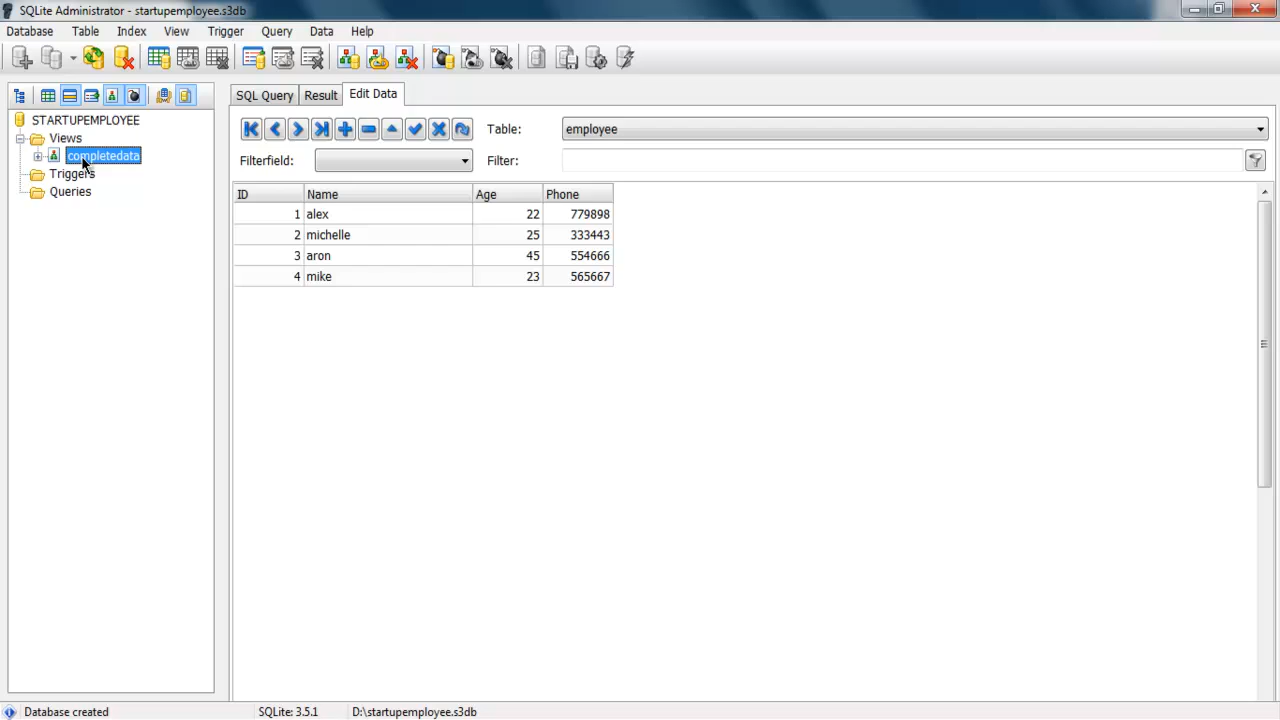 SQLite Administrator - startupemployee.s3db
Database Table Index View Trigger Query Data Help
STARTUPEMPLOYEE
Views
completedata
Triggers
Queries
SQL Query Result Edit Data
Table: employee
Filterfield: Filter:
ID Name Age Phone
1 alex 22 779898
2 michelle 25 333443
3 aron 45 554666
4 mike 23 565667
Database created SQLite: 3.5.1 D:\startupemployee.s3db